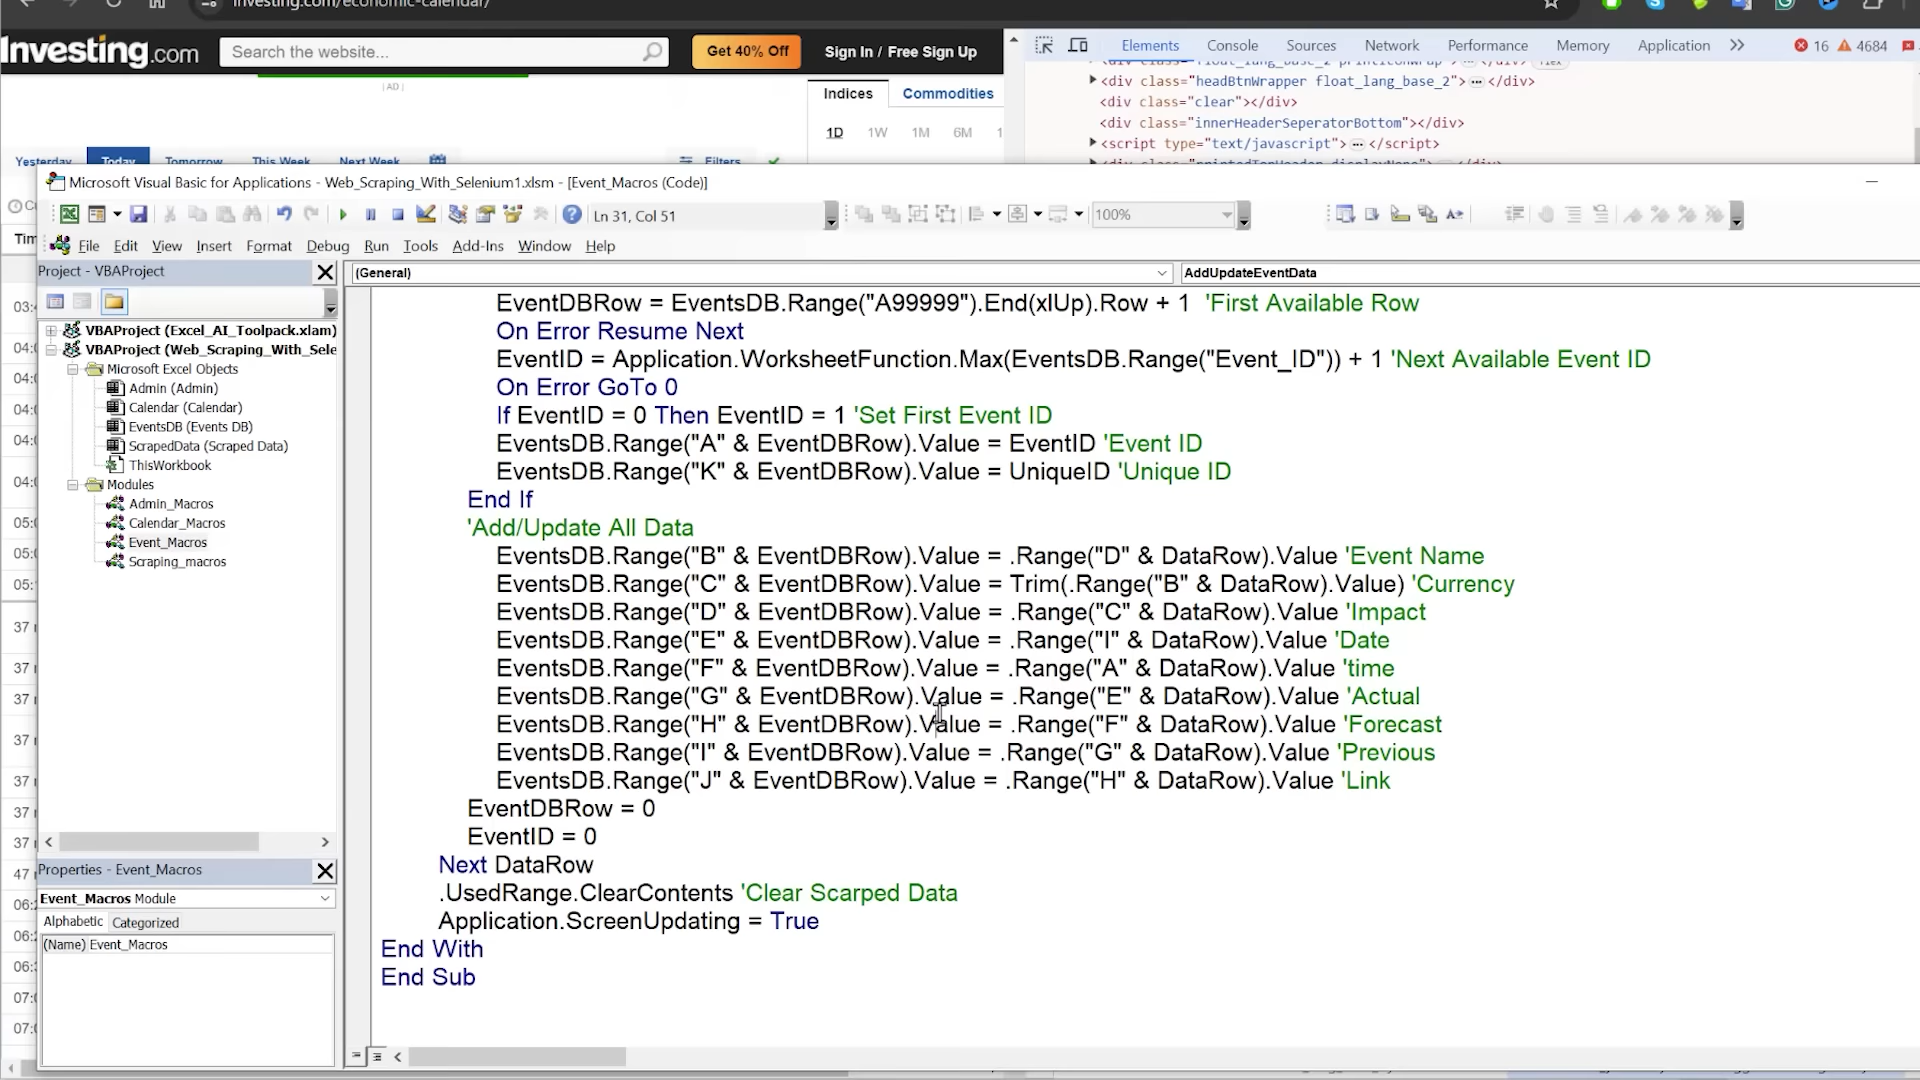 investing.com/economic-calendar/
Investing.com
Search the website...
Get 40% Off
Sign In / Free Sign Up
Elements Console Sources Network Performance Memory Application
16 4684
AD
Indices Commodities
<div class="headBtnWrapper float_lang_base_2"> </div>
<div class="clear"></div>
1D 1W 1M 6M 1
<div class="innerHeaderSeperatorBottom"></div>
<script type="text/javascript"> </script>
Yesterday Today Tomorrow This Week Next Week Filters
Microsoft Visual Basic for Applications - Web_Scraping_With_Selenium1.xlsm - [Event_Macros (Code)]
Ln 31, Col 51
100%
File Edit View Insert Format Debug Run Tools Add-Ins Window Help
Project - VBAProject
(General)
AddUpdateEventData
VBAProject (Excel_AI_Toolpack.xlam)
VBAProject (Web_Scraping_With_Sele
Microsoft Excel Objects
Admin (Admin)
Calendar (Calendar)
EventsDB (Events DB)
ScrapedData (Scraped Data)
ThisWorkbook
Modules
Admin_Macros
Calendar_Macros
Event_Macros
Scraping_macros
Properties - Event_Macros
Event_Macros Module
Alphabetic Categorized
(Name) Event_Macros
EventDBRow = EventsDB.Range("A99999").End(xlUp).Row + 1 'First Available Row
On Error Resume Next
EventID = Application.WorksheetFunction.Max(EventsDB.Range("Event_ID")) + 1 'Next Available Event ID
On Error GoTo 0
If EventID = 0 Then EventID = 1 'Set First Event ID
EventsDB.Range("A" & EventDBRow).Value = EventID 'Event ID
EventsDB.Range("K" & EventDBRow).Value = UniqueID 'Unique ID
End If
'Add/Update All Data
EventsDB.Range("B" & EventDBRow).Value = .Range("D" & DataRow).Value 'Event Name
EventsDB.Range("C" & EventDBRow).Value = Trim(.Range("B" & DataRow).Value) 'Currency
EventsDB.Range("D" & EventDBRow).Value = .Range("C" & DataRow).Value 'Impact
EventsDB.Range("E" & EventDBRow).Value = .Range("I" & DataRow).Value 'Date
EventsDB.Range("F" & EventDBRow).Value = .Range("A" & DataRow).Value 'time
EventsDB.Range("G" & EventDBRow).Value = .Range("E" & DataRow).Value 'Actual
EventsDB.Range("H" & EventDBRow).Value = .Range("F" & DataRow).Value 'Forecast
EventsDB.Range("I" & EventDBRow).Value = .Range("G" & DataRow).Value 'Previous
EventsDB.Range("J" & EventDBRow).Value = .Range("H" & DataRow).Value 'Link
EventDBRow = 0
EventID = 0
Next DataRow
.UsedRange.ClearContents 'Clear Scarped Data
Application.ScreenUpdating = True
End With
End Sub